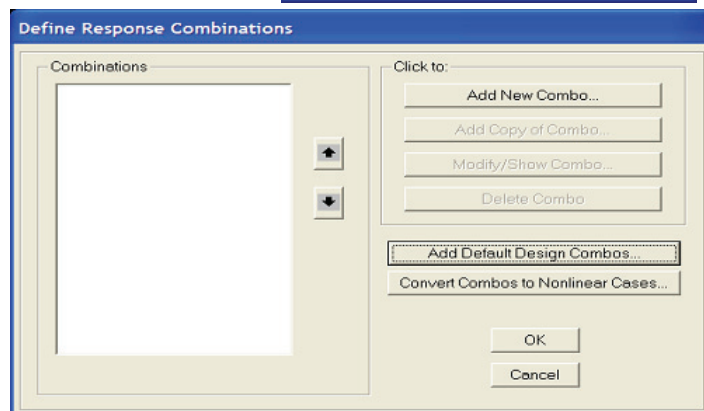 Define Response Combinations
Combinations
Click to:
Add New Combo...
Add Copy of Combo...
Modify/Show Combo...
Delete Combo
Add Default Design Combos...
Convert Combos to Nonlinear Cases...
OK
Cancel